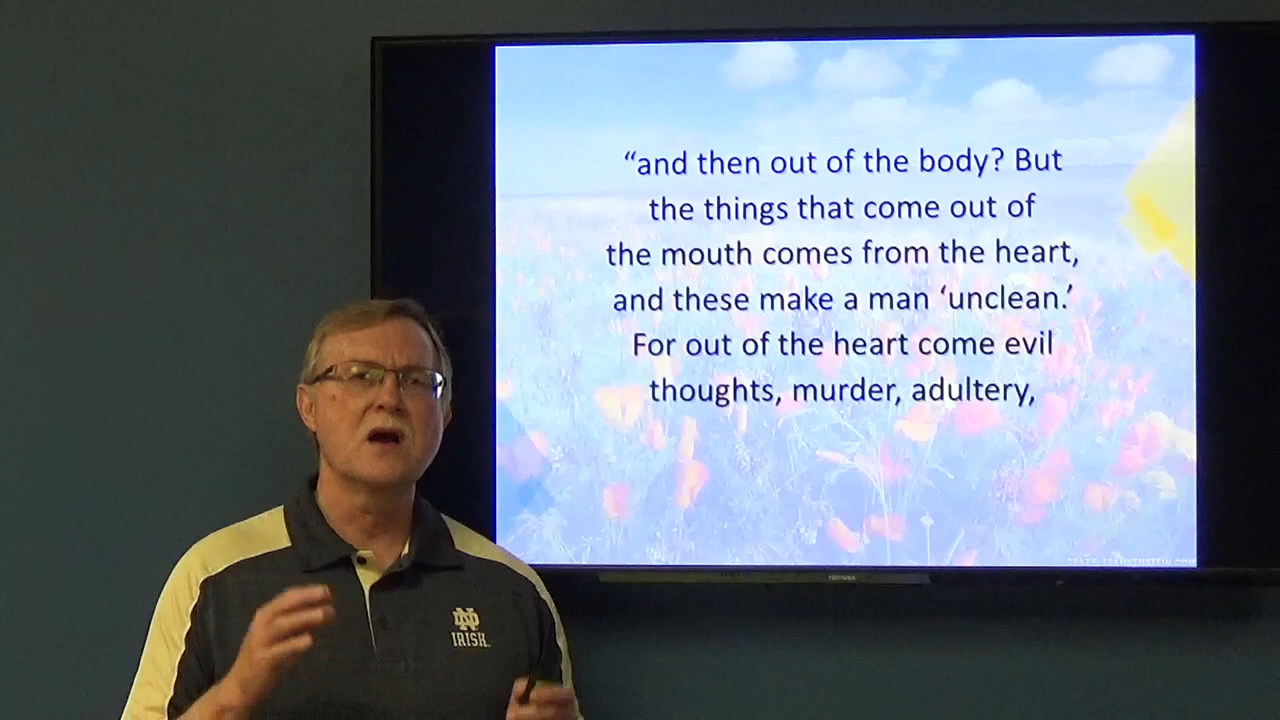 “and then out of the body? But
the things that come out of
the mouth comes from the heart,
and these make a man ‘unclean.’
For out of the heart come evil
thoughts, murder, adultery,
TOSHIBA
ND
IRISH